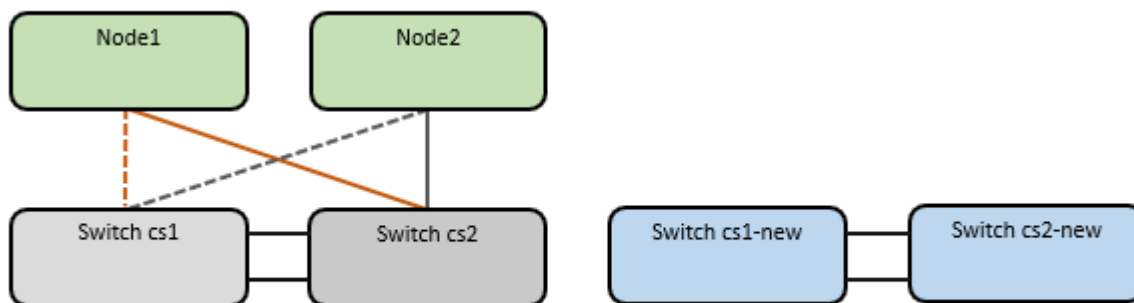 Node1
Node2
Switch cs1
Switch cs2
Switch cs1-new
Switch cs2-new